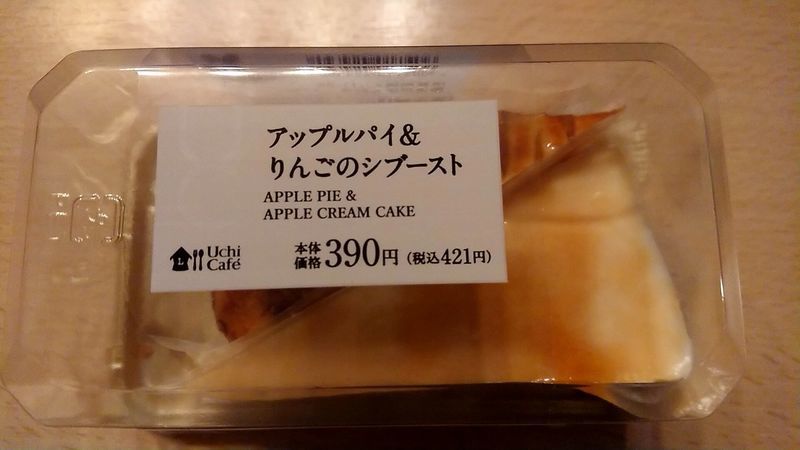 アップルパイ&
りんごのシブースト
APPLE PIE &
APPLE CREAM CAKE
Uchi
Café
本体
価格 390円 (税込421円)